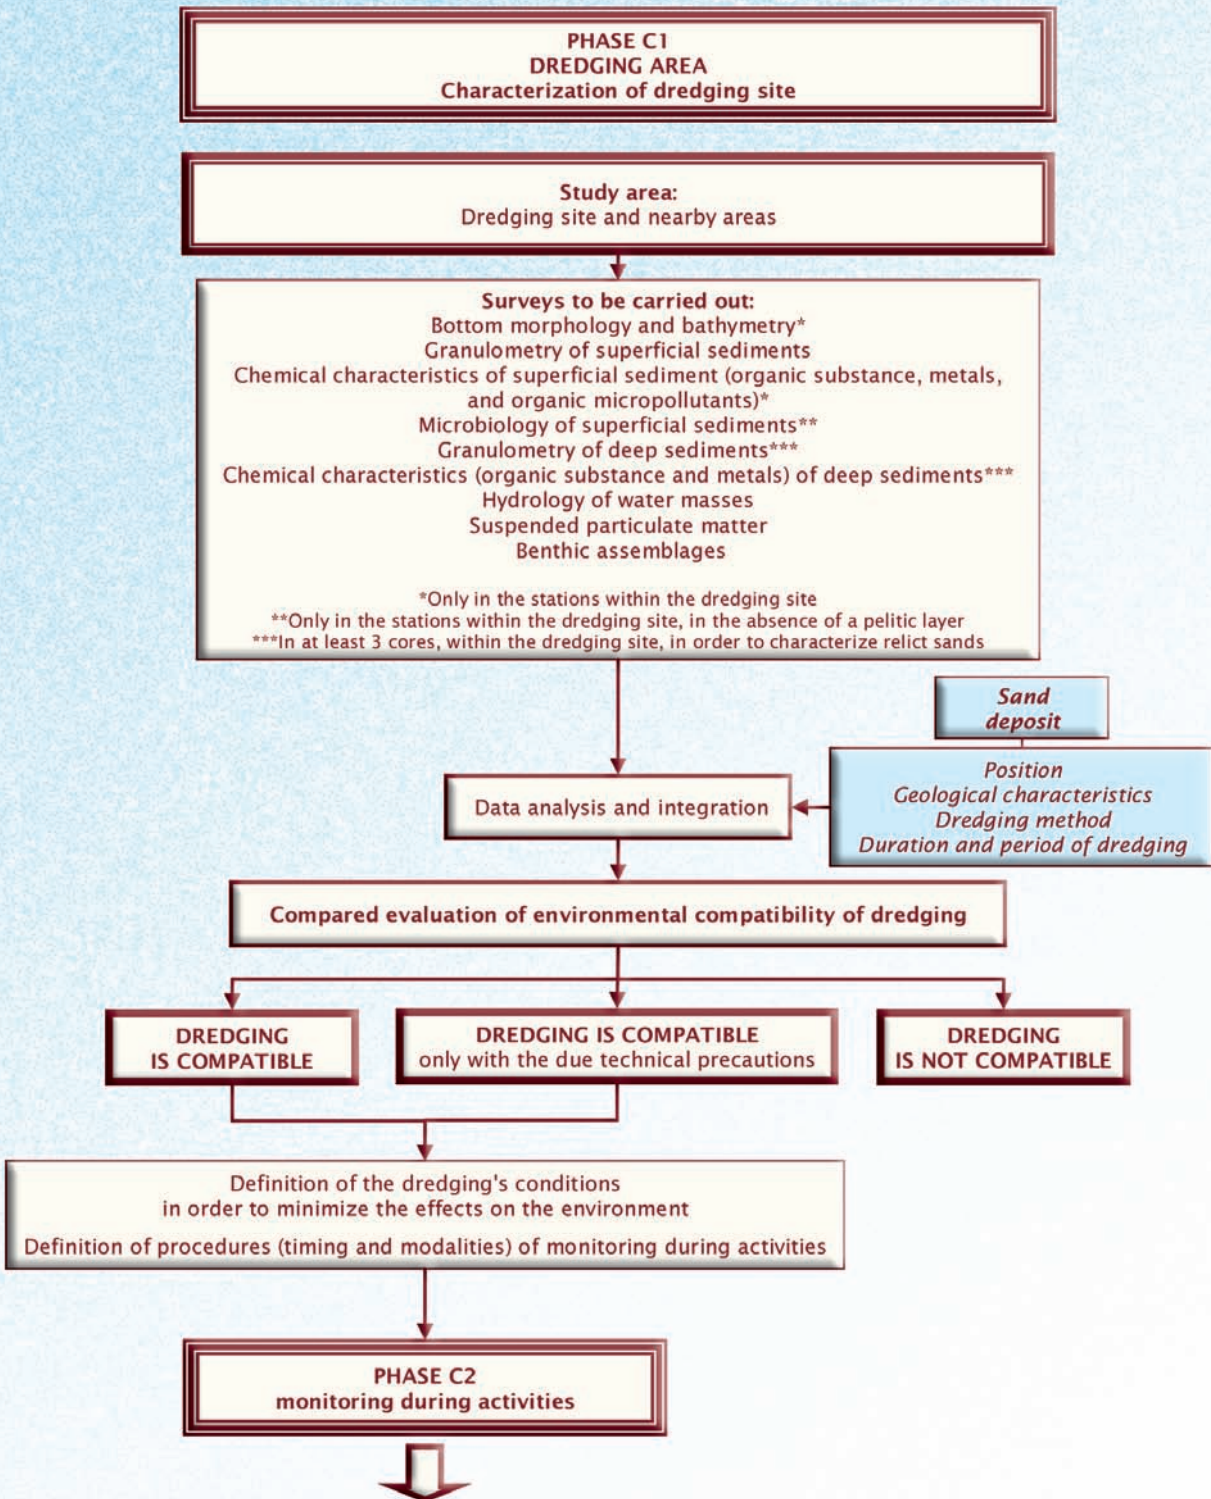 PHASE C1
DREDGING AREA
Characterization of dredging site
Study area:
Dredging site and nearby areas
Surveys to be carried out:
Bottom morphology and bathymetry*
Granulometry of superficial sediments
Chemical characteristics of superficial sediment (organic substance, metals,
and organic micropollutants)*
Microbiology of superficial sediments**
Granulometry of deep sediments***
Chemical characteristics (organic substance and metals) of deep sediments***
Hydrology of water masses
Suspended particulate matter
Benthic assemblages
*Only in the stations within the dredging site
**Only in the stations within the dredging site, in the absence of a pelitic layer
***In at least 3 cores, within the dredging site, in order to characterize relict sands
Sand
deposit
Position
Geological characteristics
Dredging method
Duration and period of dredging
Data analysis and integration
Compared evaluation of environmental compatibility of dredging
DREDGING
IS COMPATIBLE
DREDGING IS COMPATIBLE
only with the due technical precautions
DREDGING
IS NOT COMPATIBLE
Definition of the dredging's conditions
in order to minimize the effects on the environment
Definition of procedures (timing and modalities) of monitoring during activities
PHASE C2
monitoring during activities